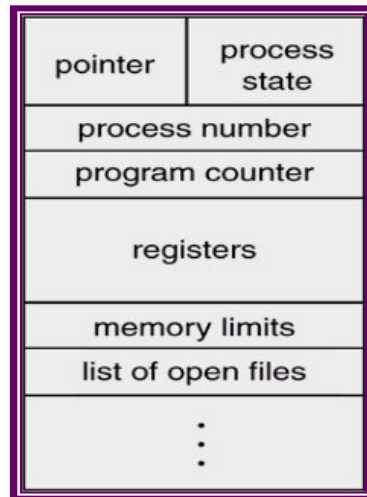 pointer
process
state
process number
program counter
registers
memory limits
list of open files